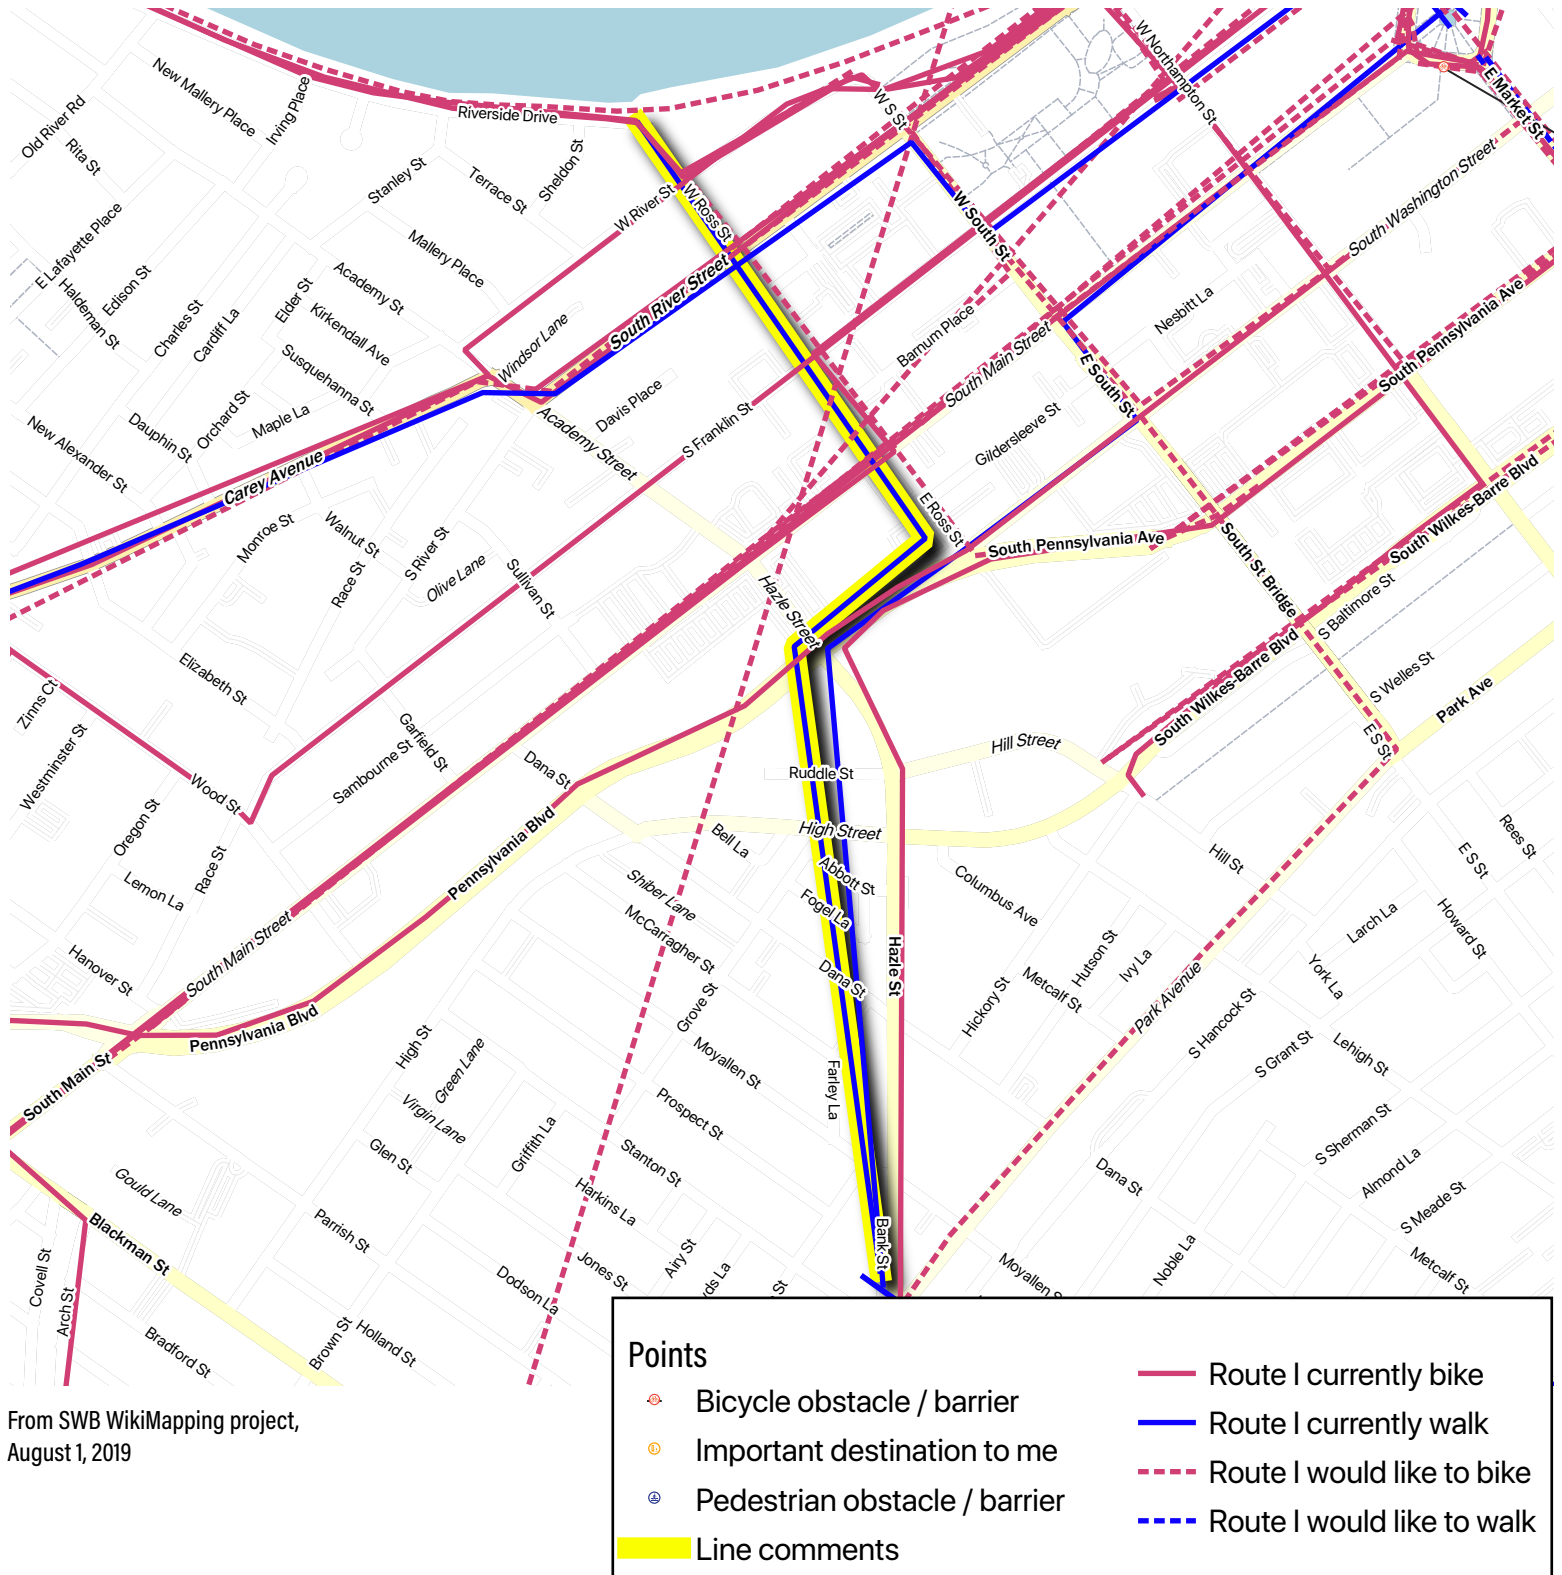 New Mallery Place
Irving Place
Old River Rd
Rita St
Riverside Drive
Stanley St
Terrace St
Sheldon St
W River St
W Ross St
W S St
W Northampton St
E Market St
South Washington Street
E Lafayette Place
Haldeman St
Edison St
Charles St
Cardiff La
Elder St
Academy St
Kirkendall Ave
Mallery Place
Susquehanna St
Windsor Lane
South River Street
W South St
Barnum Place
Nesbitt La
South Main Street
E South St
South Pennsylvania Ave
New Alexander St
Dauphin St
Orchard St
Maple La
Carey Avenue
Academy Street
Davis Place
S Franklin St
Gildersleeve St
South Wilkes-Barre Blvd
Monroe St
Walnut St
Race St
S River St
Olive Lane
Sullivan St
Hazle Street
E Ross St
South Pennsylvania Ave
South St Bridge
S Baltimore St
South Wilkes-Barre Blvd
S Welles St
Park Ave
E S St
Zinns Ct
Westminster St
Elizabeth St
Wood St
Oregon St
Race St
Lemon La
Garfield St
Sambourne St
Dana St
Pennsylvania Blvd
Ruddle St
Hill Street
High Street
Bell La
Abbott St
Fogel La
Shiber Lane
McCarragher St
Dana St
Hazle St
Columbus Ave
Hill St
Rees St
E S St
Howard St
Larch La
York La
Hanover St
South Main Street
Pennsylvania Blvd
South Main St
High St
Green Lane
Virgin Lane
Glen St
Griffith La
Grove St
Moyallen St
Prospect St
Stanton St
Harkins La
Farley La
Hickory St
Metcalf St
Hutson St
Ivy La
Park Avenue
S Hancock St
S Grant St
Lehigh St
S Sherman St
Almond La
S Meade St
Metcalf St
Dana St
Noble La
Moyallen S
Bank St
Gould Lane
Blackman St
Covell St
Arch St
Parrish St
Bradford St
Brown St
Holland St
Dodson La
Jones St
Airy St
ds La
St
Points
Bicycle obstacle / barrier
Important destination to me
Pedestrian obstacle / barrier
Line comments
Route I currently bike
Route I currently walk
Route I would like to bike
Route I would like to walk
From SWB WikiMapping project,
August 1, 2019